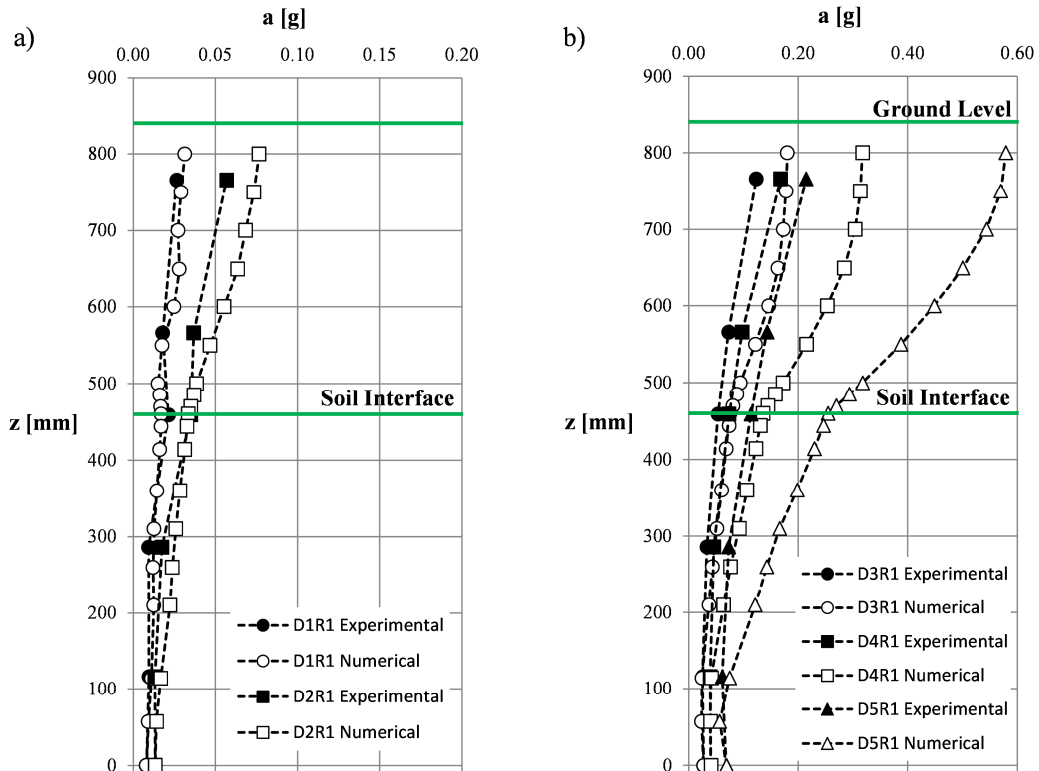 a)
a [g]
0.00 0.05 0.10 0.15 0.20
900
800
700
600
500
400
300
200
100
0
z [mm]
Soil Interface
D1R1 Experimental
D1R1 Numerical
D2R1 Experimental
D2R1 Numerical
b)
a [g]
0.00 0.20 0.40 0.60
900
800
700
600
500
400
300
200
100
0
z [mm]
Ground Level
Soil Interface
D3R1 Experimental
D3R1 Numerical
D4R1 Experimental
D4R1 Numerical
D5R1 Experimental
D5R1 Numerical